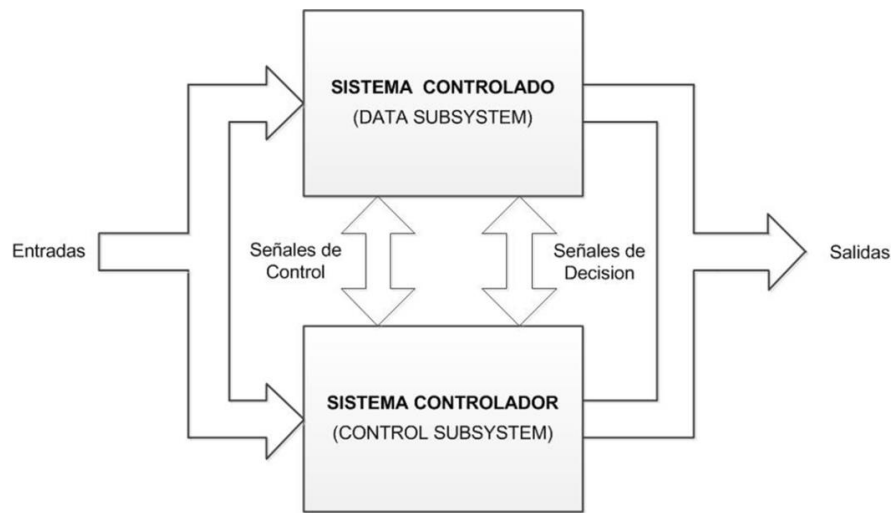 SISTEMA CONTROLADO
(DATA SUBSYSTEM)
Entradas
Señales de
Control
Señales de
Decision
Salidas
SISTEMA CONTROLADOR
(CONTROL SUBSYSTEM)